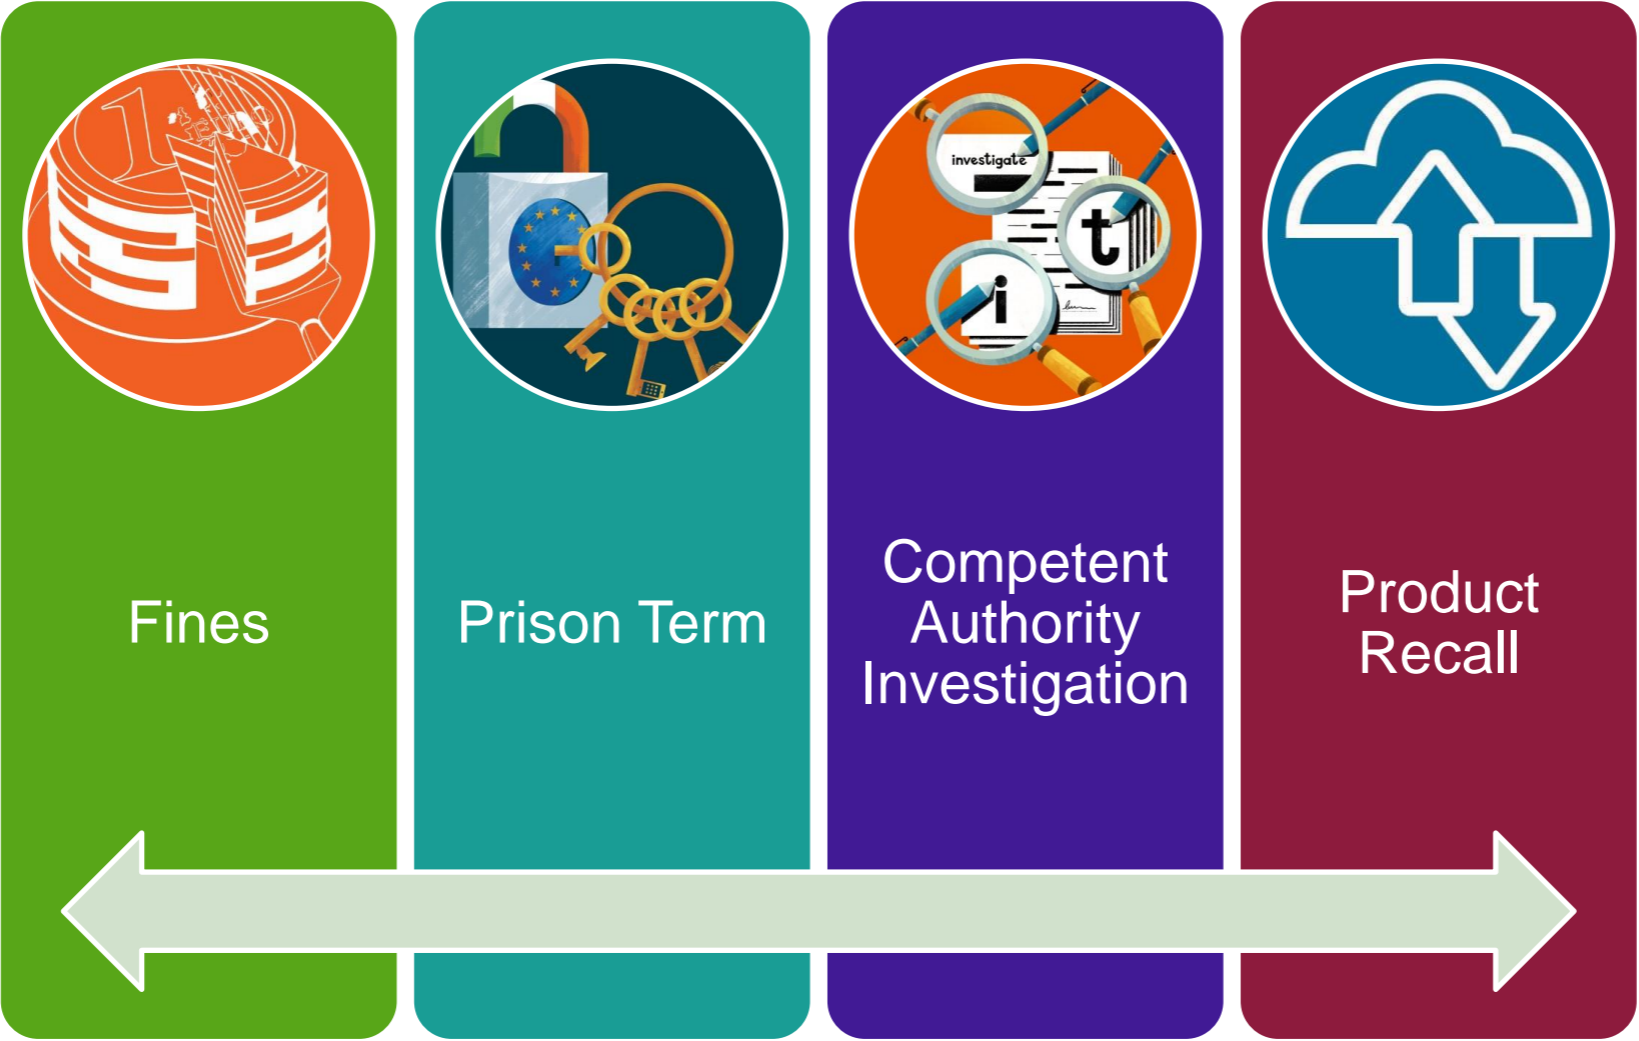 investigate
t
i
Fines
Prison Term
Competent
Authority
Investigation
Product
Recall